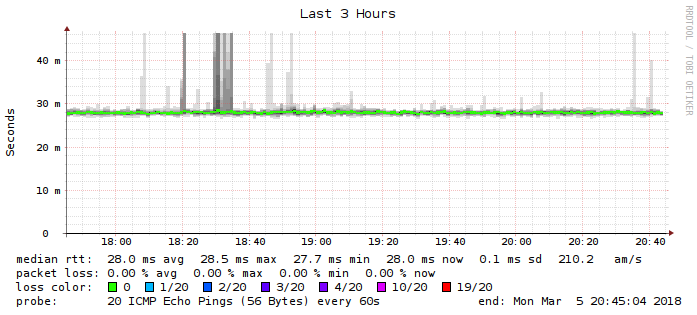 Last 3 Hours
RRDTOOL / TOBI OETIKER
Seconds
40 m
30 m
20 m
10 m
0
18:00 18:20 18:40 19:00 19:20 19:40 20:00 20:20 20:40
median rtt: 28.0 ms avg 28.5 ms max 27.7 ms min 28.0 ms now 0.1 ms sd 210.2 am/s
packet loss: 0.00 % avg 0.00 % max 0.00 % min 0.00 % now
loss color: 0 1/20 2/20 3/20 4/20 10/20 19/20
probe: 20 ICMP Echo Pings (56 Bytes) every 60s end: Mon Mar 5 20:45:04 2018